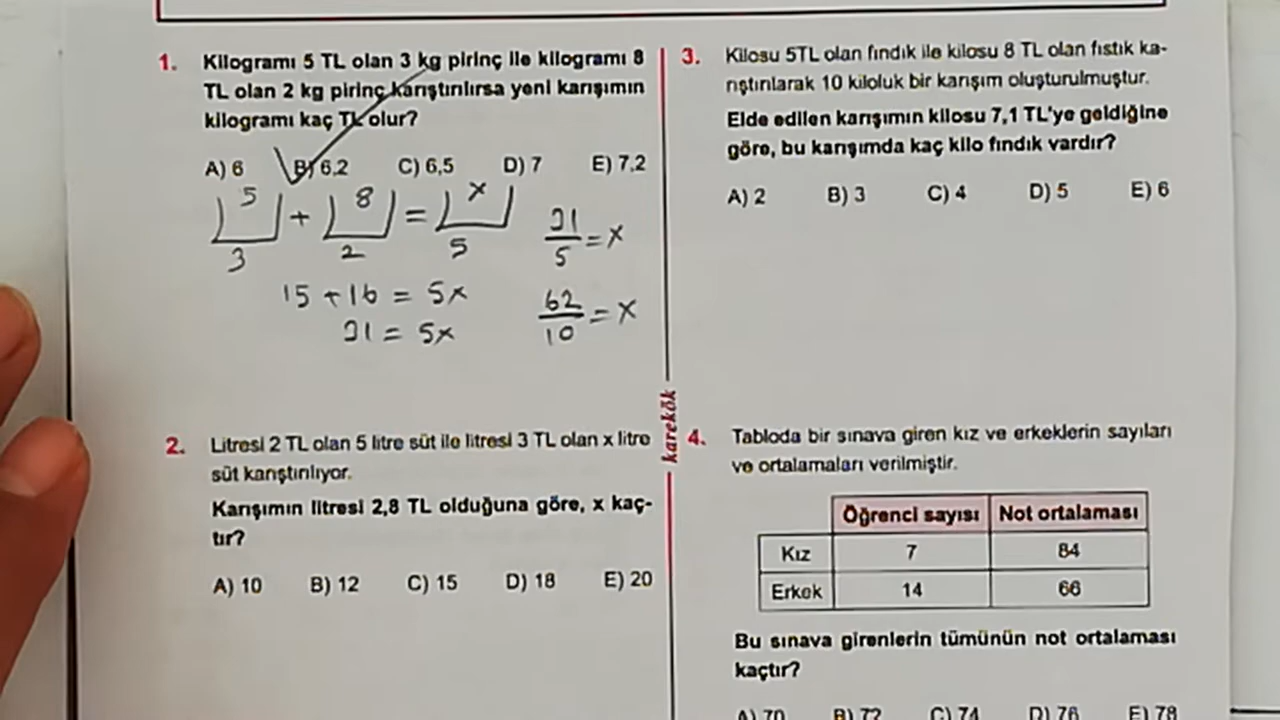 1. Kilogramı 5 TL olan 3 kg pirinç ile kilogramı 8
TL olan 2 kg pirinç karıştırılırsa yeni karışımın
kilogramı kaç TL olur?
A) 6 B) 6,2 C) 6,5 D) 7 E) 7,2
5 + 8 = x
3 2 5
15 + 16 = 5x
31 = 5x
31/5 = x
62/10 = x
2. Litresi 2 TL olan 5 litre süt ile litresi 3 TL olan x litre
süt karıştırılıyor.
Karışımın litresi 2,8 TL olduğuna göre, x kaç-
tır?
A) 10 B) 12 C) 15 D) 18 E) 20
karekök
3. Kilosu 5TL olan fındık ile kilosu 8 TL olan fıstık ka-
rıştırılarak 10 kiloluk bir karışım oluşturulmuştur.
Elde edilen karışımın kilosu 7,1 TL'ye geldiğine
göre, bu karışımda kaç kilo fındık vardır?
A) 2 B) 3 C) 4 D) 5 E) 6
4. Tabloda bir sınava giren kız ve erkeklerin sayıları
ve ortalamaları verilmiştir.
Öğrenci sayısı Not ortalaması
Kız 7 84
Erkek 14 66
Bu sınava girenlerin tümünün not ortalaması
kaçtır?
A) 70 B) 72 C) 74 D) 76 E) 78